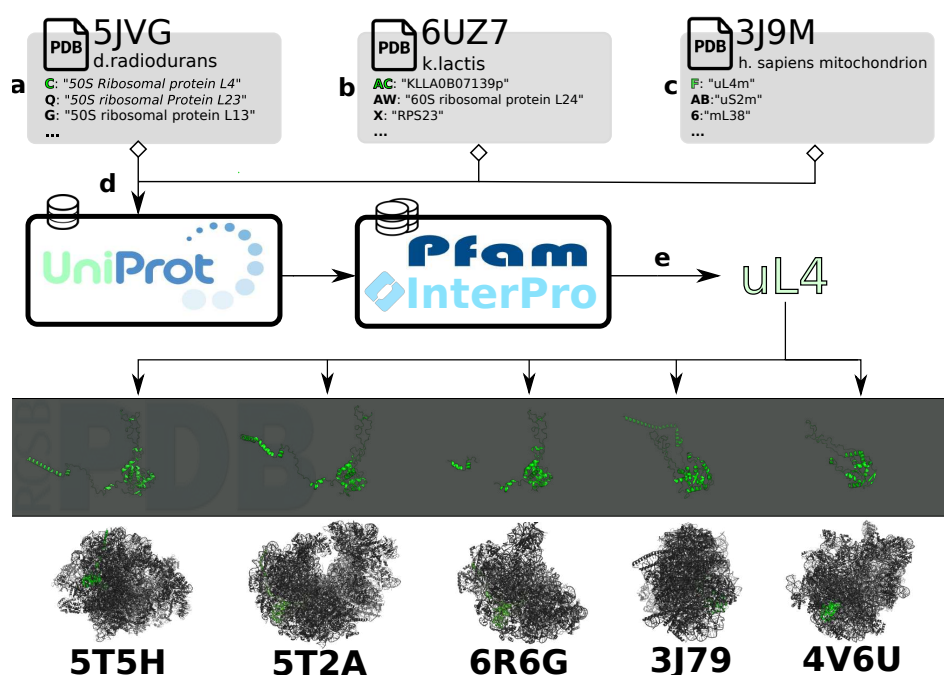 PDB
5JVG
d.radiodurans
a
C: "50S Ribosomal protein L4"
Q: "50S ribosomal Protein L23"
G: "50S ribosomal protein L13"
...
PDB
6UZ7
k.lactis
b
AC: "KLLA0B07139p"
AW: "60S ribosomal protein L24"
X: "RPS23"
...
PDB
3J9M
h. sapiens mitochondrion
c
F: "uL4m"
AB:"uS2m"
6:"mL38"
...
d
UniProt
Pfam
InterPro
e
uL4
RCSB
PDB
5T5H
5T2A
6R6G
3J79
4V6U